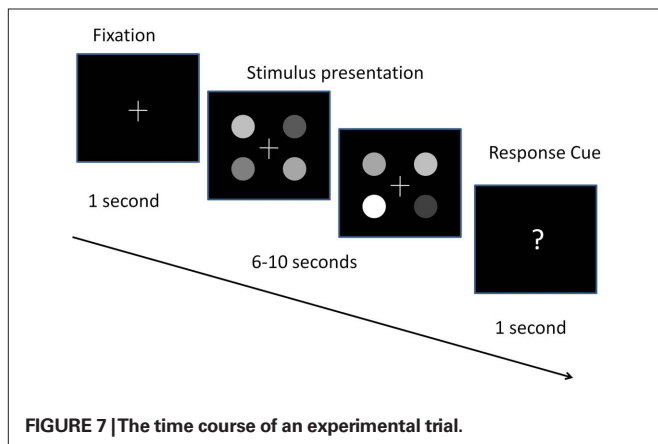 Fixation
Stimulus presentation
Response Cue
1 second
?
6-10 seconds
1 second
FIGURE 7 | The time course of an experimental trial.